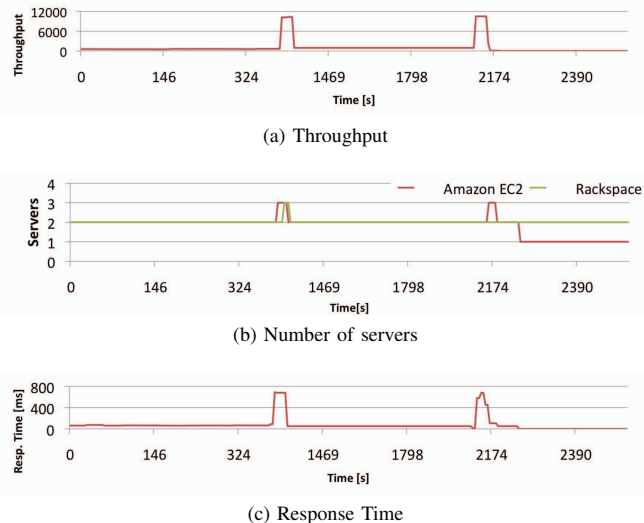 Throughput
12000
6000
0
0 146 324 1469 1798 2174 2390
Time [s]
(a) Throughput
Servers
4
3
2
1
0
Amazon EC2 Rackspace
0 146 324 1469 1798 2174 2390
Time[s]
(b) Number of servers
Resp. Time [ms]
800
400
0
0 146 324 1469 1798 2174 2390
Time [s]
(c) Response Time